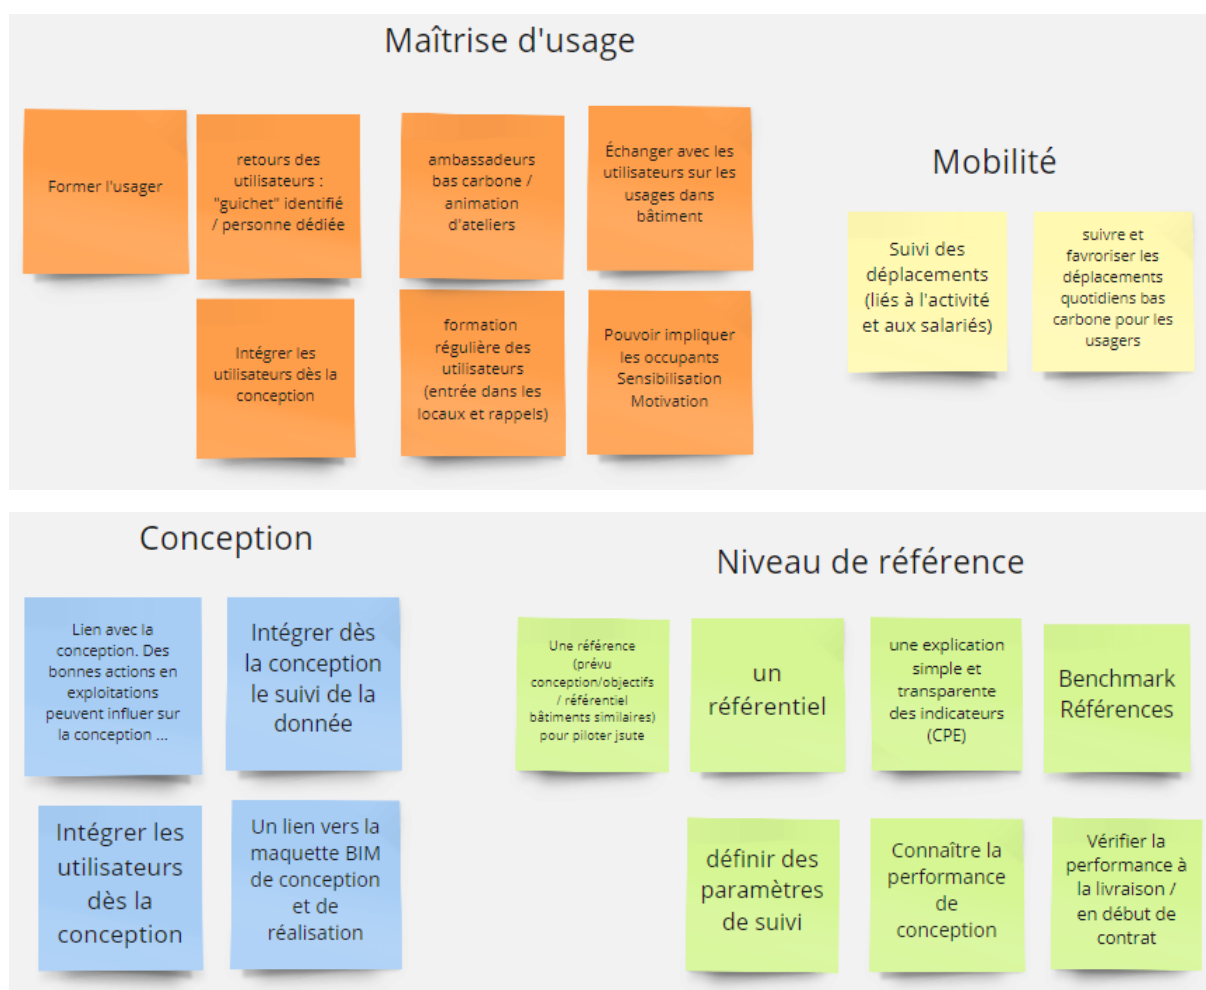 Maîtrise d'usage
Former l'usager
retours des
utilisateurs :
"guichet" identifié
/ personne dédiée
ambassadeurs
bas carbone /
animation
d'ateliers
Échanger avec les
utilisateurs sur les
usages dans
bâtiment
Intégrer les
utilisateurs dès la
conception
formation
régulière des
utilisateurs
(entrée dans les
locaux et rappels)
Pouvoir impliquer
les occupants
Sensibilisation
Motivation
Mobilité
Suivi des
déplacements
(liés à l'activité
et aux salariés)
suivre et
favroriser les
déplacements
quotidiens bas
carbone pour les
usagers
Conception
Lien avec la
conception. Des
bonnes actions en
exploitations
peuvent influer sur
la conception ...
Intégrer dès
la conception
le suivi de la
donnée
Intégrer les
utilisateurs
dès la
conception
Un lien vers la
maquette BIM
de conception
et de
réalisation
Niveau de référence
Une référence
(prévu
conception/objectifs
/ référentiel
bâtiments similaires)
pour piloter jsute
un
référentiel
une explication
simple et
transparente
des indicateurs
(CPE)
Benchmark
Références
définir des
paramètres
de suivi
Connaître la
performance
de
conception
Vérifier la
performance à
la livraison /
en début de
contrat